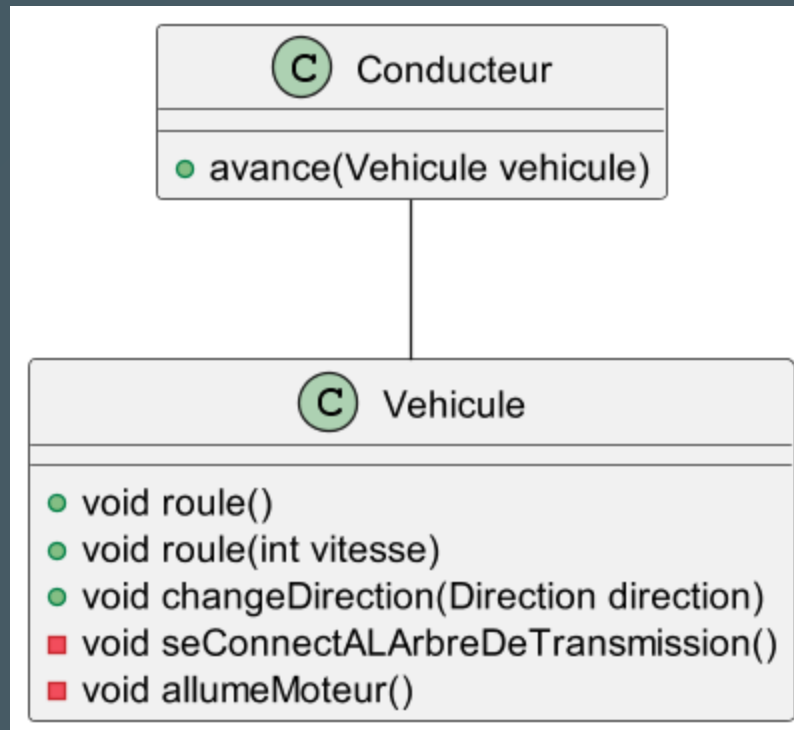 C Conducteur
avance(Vehicule vehicule)
C Vehicule
void roule()
void roule(int vitesse)
void changeDirection(Direction direction)
void seConnectALArbreDeTransmission()
void allumeMoteur()